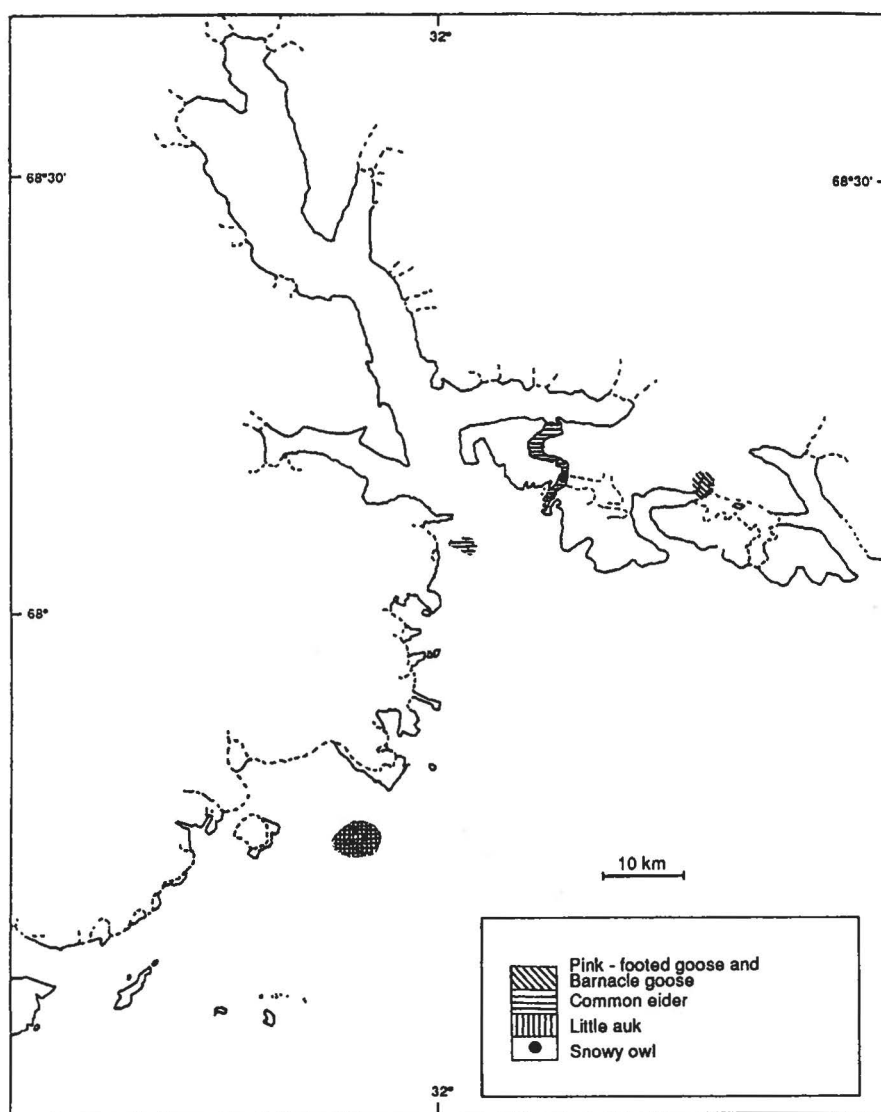 32°
68°30'
68°30'
68°
10 km
Pink - footed goose and
Barnacle goose
Common eider
Little auk
Snowy owl
32°